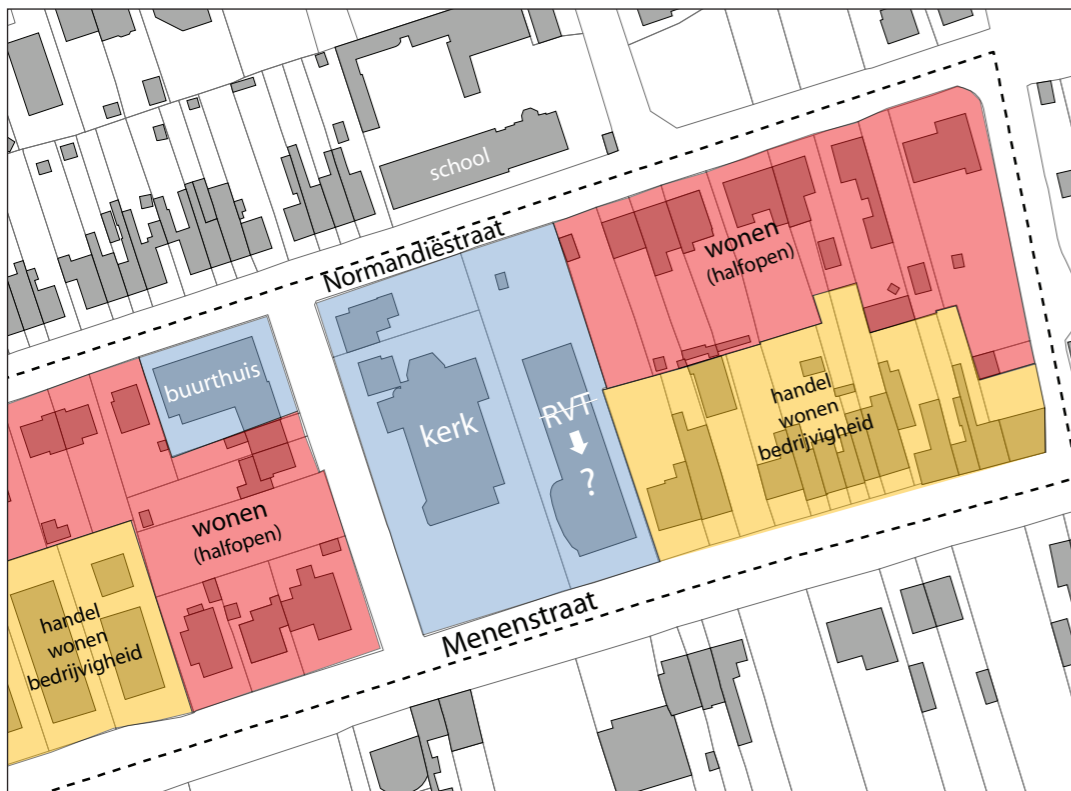 school
Normandiëstraat
wonen
(halfopen)
buurthuis
kerk
RVT
?
handel
wonen
bedrijvigheid
wonen
(halfopen)
handel
wonen
bedrijvigheid
Menenstraat